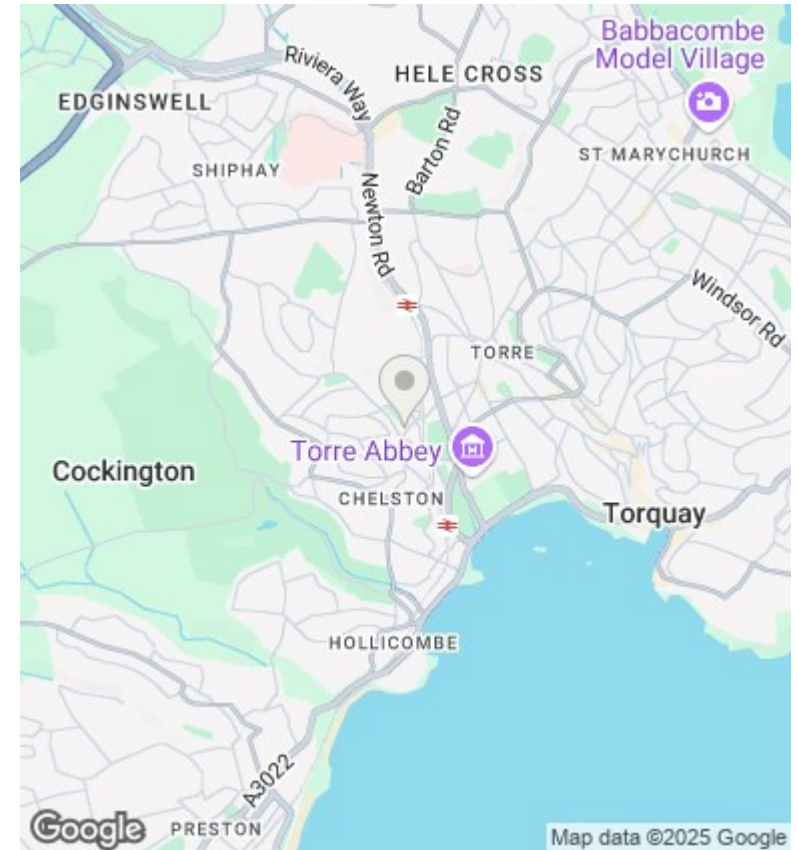 Babbacombe
Model Village
Riviera Way
HELE CROSS
EDGINSWELL
Barton Rd
ST MARYCHURCH
SHIPHAY
Newton Rd
Windsor Rd
TORRE
Torre Abbey
Cockington
CHELSTON
Torquay
HOLLICOMBE
A3022
Google
PRESTON
Map data ©2025 Google